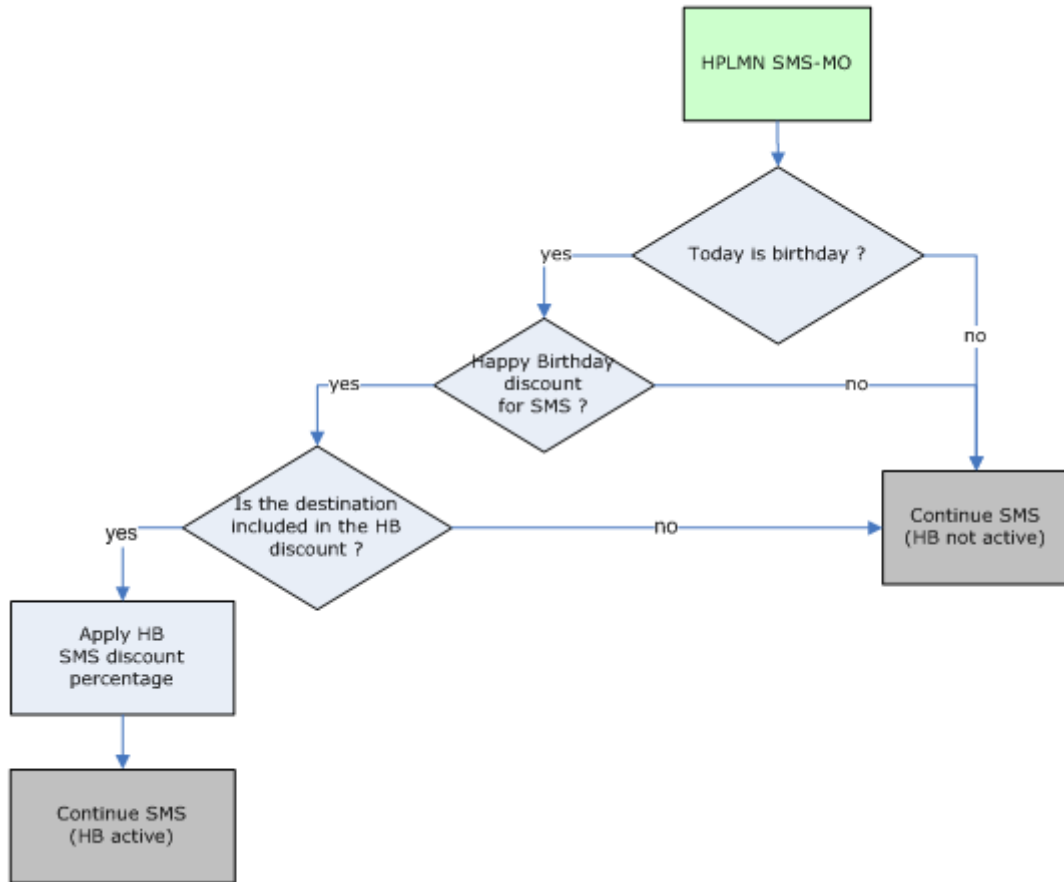 HPLMN SMS-MO
Today is birthday ?
yes
no
Happy Birthday
discount
for SMS ?
yes
no
Is the destination
included in the HB
discount ?
yes
no
Continue SMS
(HB not active)
Apply HB
SMS discount
percentage
Continue SMS
(HB active)